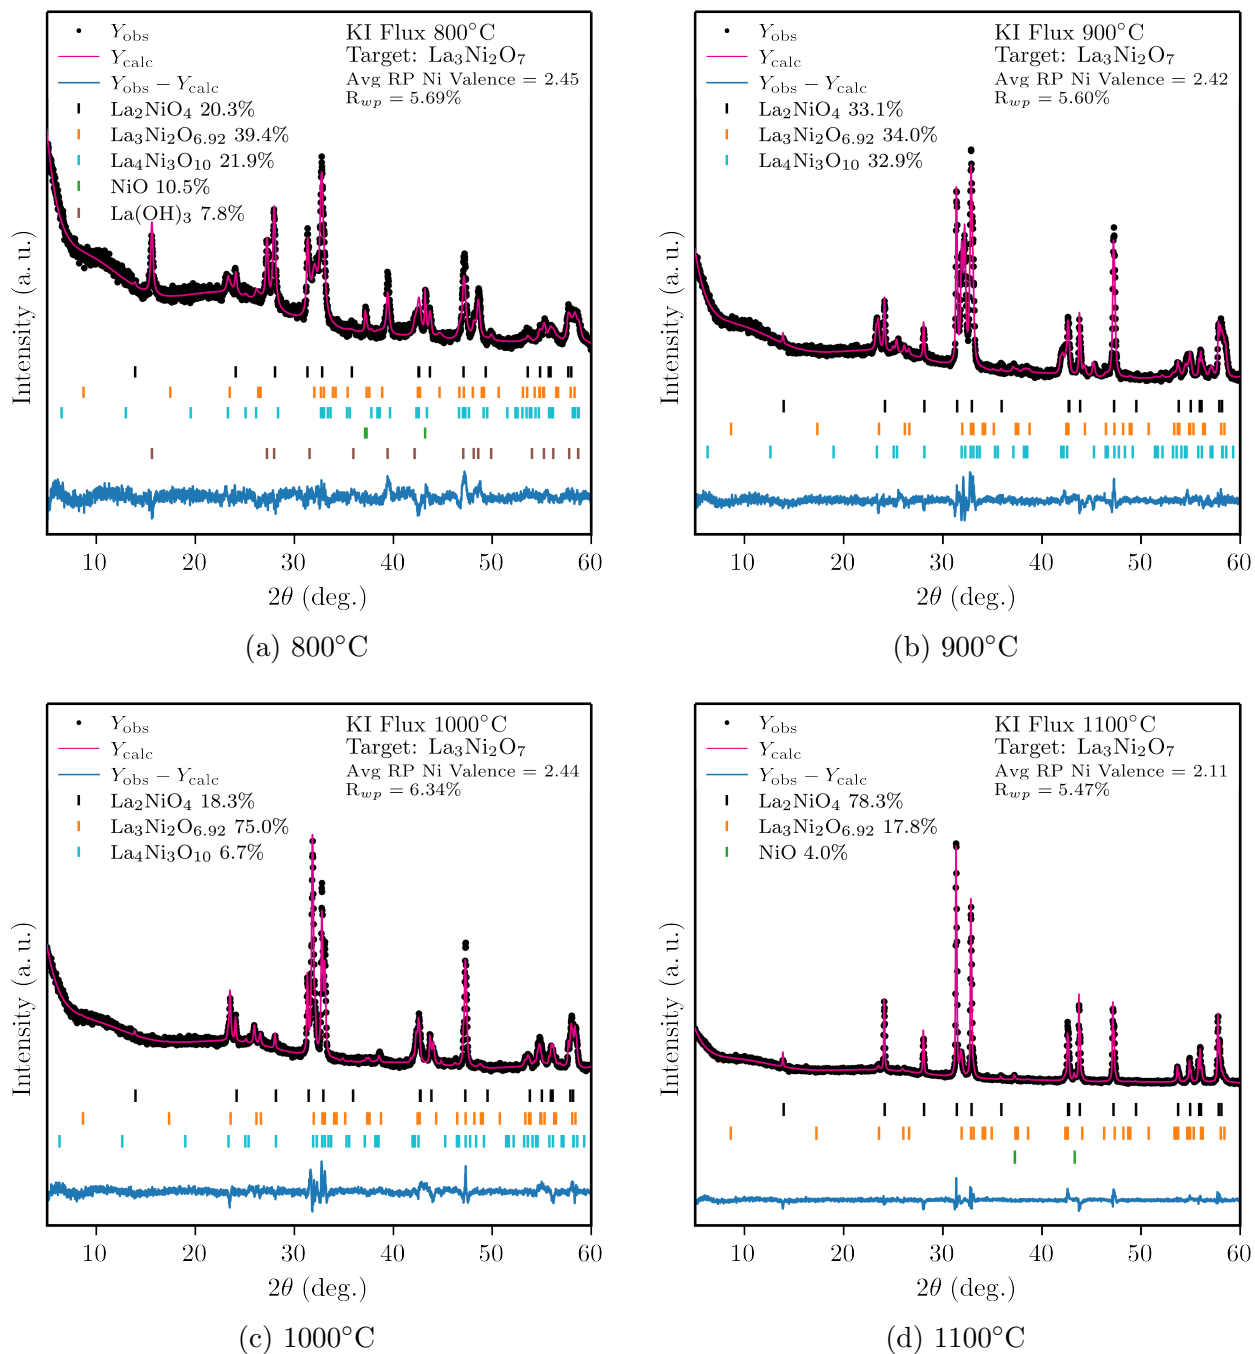 Y_obs
Y_calc
Y_obs − Y_calc
La₂NiO₄ 20.3%
La₃Ni₂O₆.₉₂ 39.4%
La₄Ni₃O₁₀ 21.9%
NiO 10.5%
La(OH)₃ 7.8%
KI Flux 800°C
Target: La₃Ni₂O₇
Avg RP Ni Valence = 2.45
R_wp = 5.69%
Intensity (a. u.)
10 20 30 40 50 60
2θ (deg.)
(a) 800°C
Y_obs
Y_calc
Y_obs − Y_calc
La₂NiO₄ 33.1%
La₃Ni₂O₆.₉₂ 34.0%
La₄Ni₃O₁₀ 32.9%
KI Flux 900°C
Target: La₃Ni₂O₇
Avg RP Ni Valence = 2.42
R_wp = 5.60%
Intensity (a. u.)
10 20 30 40 50 60
2θ (deg.)
(b) 900°C
Y_obs
Y_calc
Y_obs − Y_calc
La₂NiO₄ 18.3%
La₃Ni₂O₆.₉₂ 75.0%
La₄Ni₃O₁₀ 6.7%
KI Flux 1000°C
Target: La₃Ni₂O₇
Avg RP Ni Valence = 2.44
R_wp = 6.34%
Intensity (a. u.)
10 20 30 40 50 60
2θ (deg.)
(c) 1000°C
Y_obs
Y_calc
Y_obs − Y_calc
La₂NiO₄ 78.3%
La₃Ni₂O₆.₉₂ 17.8%
NiO 4.0%
KI Flux 1100°C
Target: La₃Ni₂O₇
Avg RP Ni Valence = 2.11
R_wp = 5.47%
Intensity (a. u.)
10 20 30 40 50 60
2θ (deg.)
(d) 1100°C